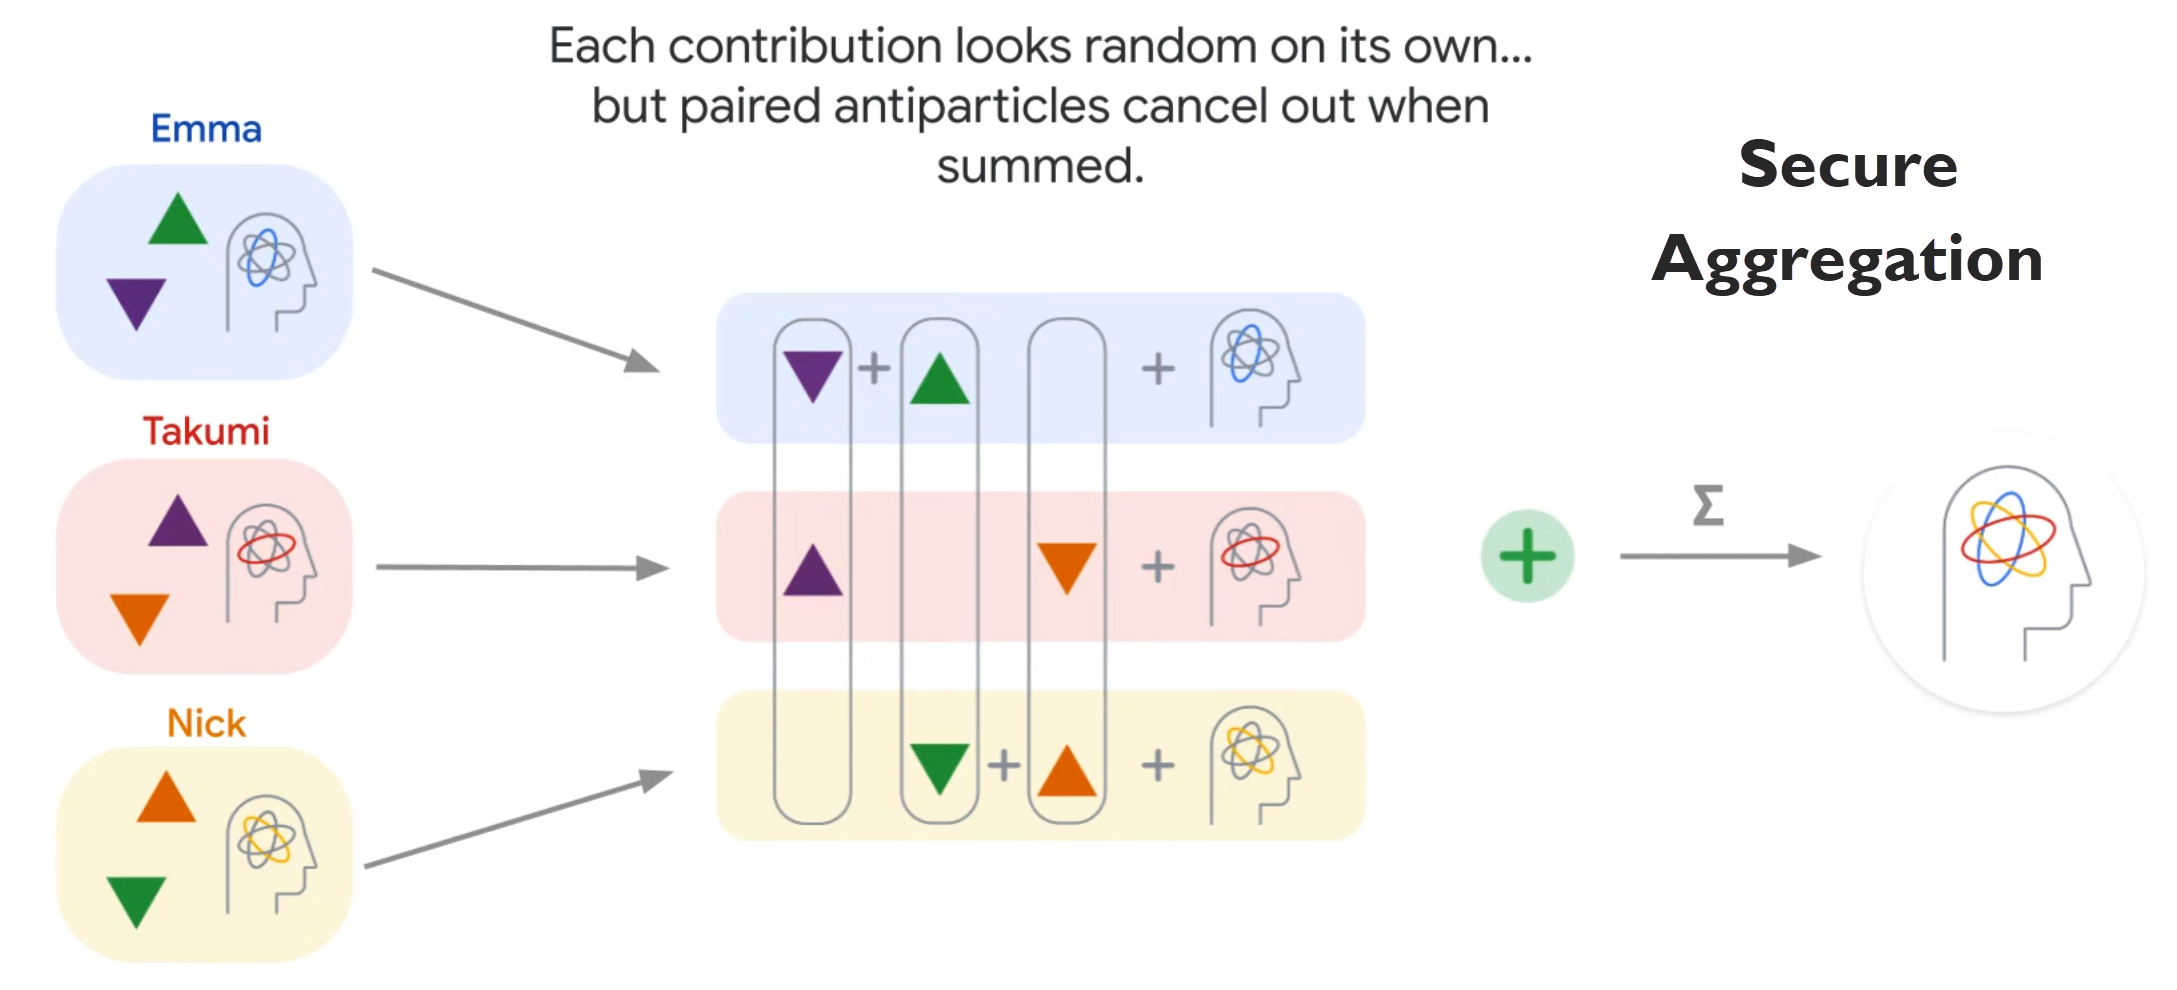 Each contribution looks random on its own...
but paired antiparticles cancel out when
summed.
Secure
Aggregation
Emma
Takumi
Nick
+
+
+
+
+
+
Σ